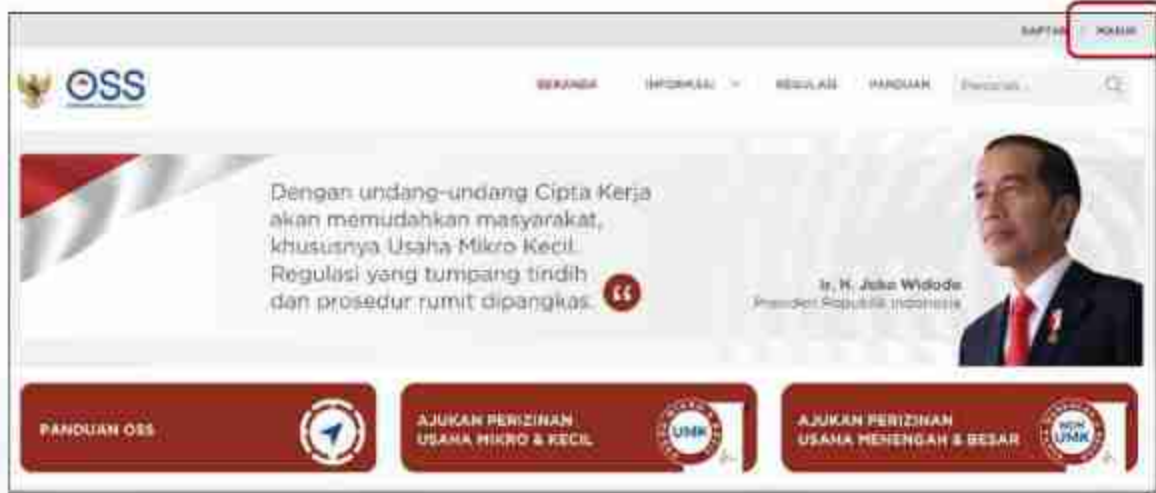 DAFTAR / MASUK
OSS
BERANDA INFORMASI REGULASI PANDUAN
Dengan undang-undang Cipta Kerja
akan memudahkan masyarakat,
khususnya Usaha Mikro Kecil.
Regulasi yang tumpang tindih
dan prosedur rumit dipangkas.
Ir. H. Joko Widodo
Presiden Republik Indonesia
PANDUAN OSS
AJUKAN PERIZINAN
USAHA MIKRO & KECIL
UMK
AJUKAN PERIZINAN
USAHA MENENGAH & BESAR
NON
UMK